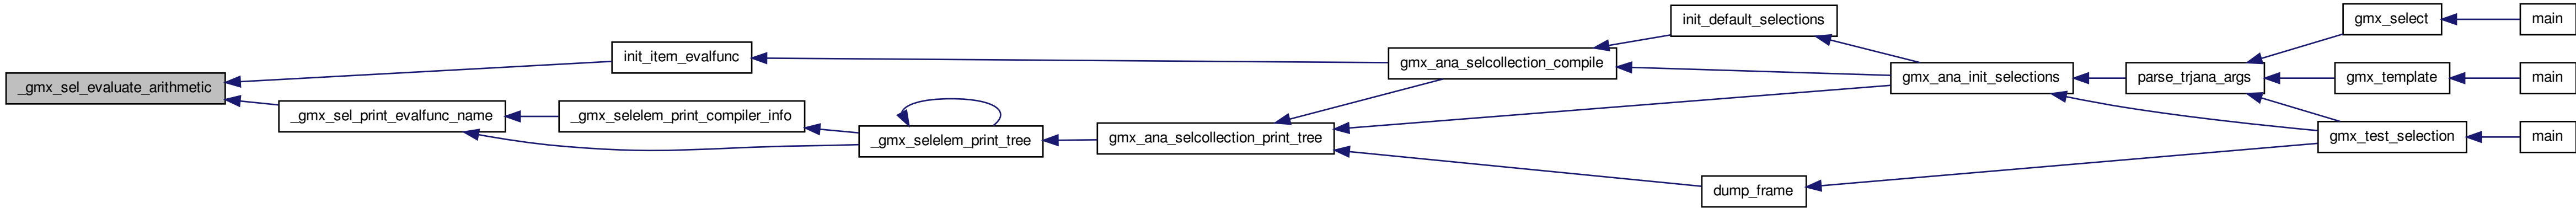 _gmx_sel_evaluate_arithmetic
init_item_evalfunc
_gmx_sel_print_evalfunc_name
_gmx_selelem_print_compiler_info
_gmx_selelem_print_tree
gmx_ana_selcollection_print_tree
gmx_ana_selcollection_compile
init_default_selections
dump_frame
gmx_ana_init_selections
parse_trjana_args
gmx_select
gmx_template
gmx_test_selection
main
main
main